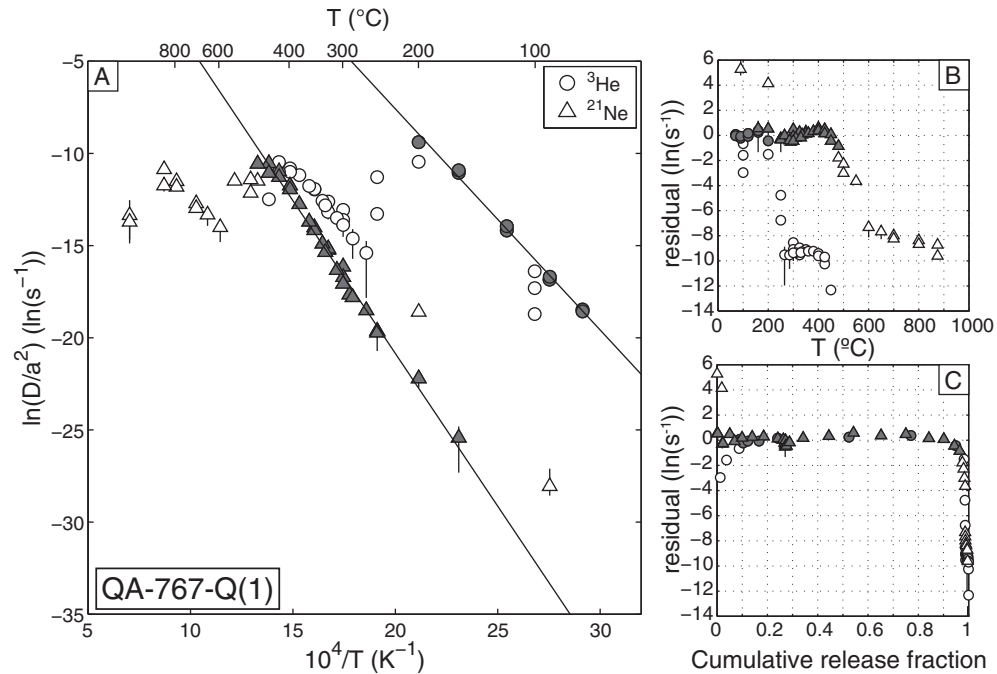 T (°C)
800 600 400 300 200 100
A
³He
²¹Ne
−5
−10
−15
−20
−25
−30
−35
ln(D/a²) (ln(s⁻¹))
QA-767-Q(1)
5 10 15 20 25 30
10⁴/T (K⁻¹)
B
6
4
2
0
−2
−4
−6
−8
−10
−12
−14
residual (ln(s⁻¹))
0 200 400 600 800 1000
T (ºC)
C
6
4
2
0
−2
−4
−6
−8
−10
−12
−14
residual (ln(s⁻¹))
0 0.2 0.4 0.6 0.8 1
Cumulative release fraction